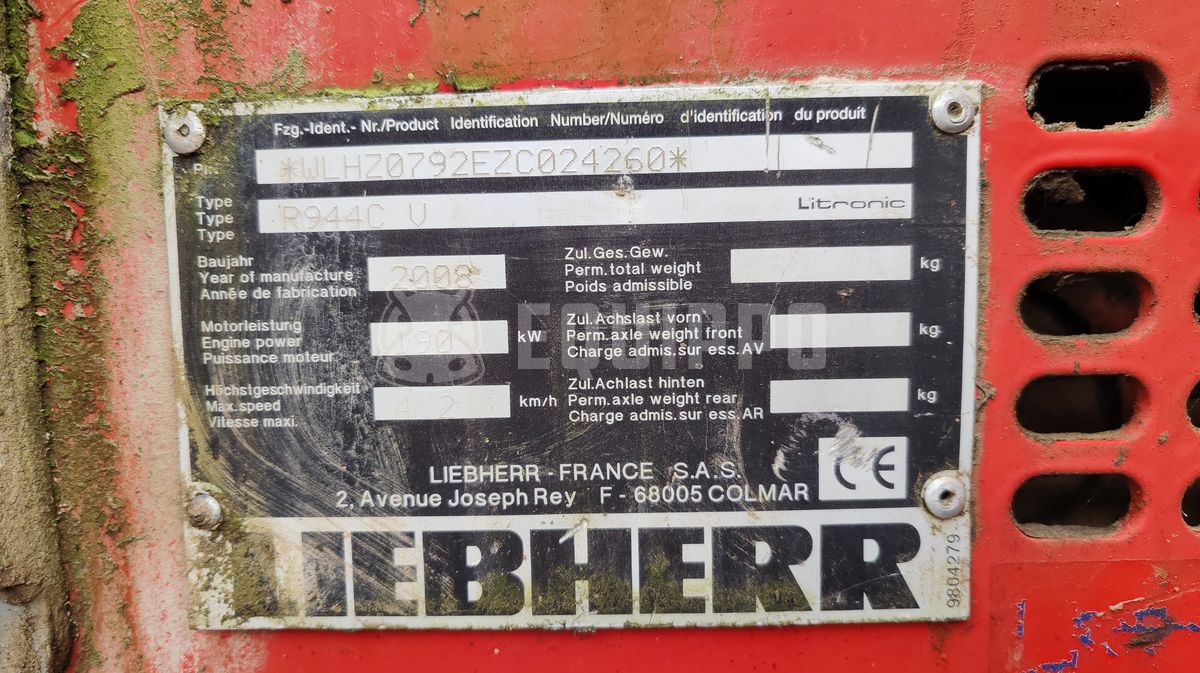 Fzg.-Ident.- Nr./Product Identification Number/Numéro d'identification du produit
*WLHZ0792EZC024260*
Type
Type
Type
R944C V
Litronic
Baujahr
Year of manufacture
Année de fabrication
2008
Zul.Ges.Gew.
Perm.total weight
Poids admissible
kg
Motorleistung
Engine power
Puissance moteur
190
kW
Zul.Achslast vorn
Perm.axle weight front
Charge admis.sur ess.AV
kg
EQUIPPO
Höchstgeschwindigkeit
Max.speed
Vitesse maxi.
4.2
km/h
Zul.Achlast hinten
Perm.axle weight rear
Charge admis.sur ess.AR
kg
LIEBHERR - FRANCE S.A.S.
2, Avenue Joseph Rey F - 68005 COLMAR
CE
LIEBHERR
9804279